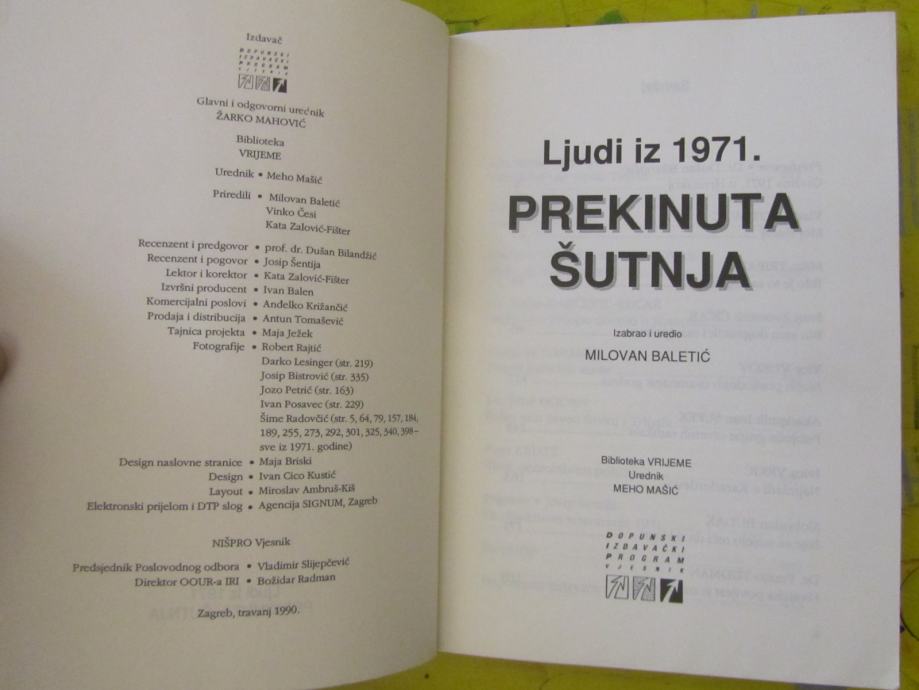 Izdavač
DOPUNSKI
IZDAVAČKI
PROGRAM
VJESNIK
Glavni i odgovorni urednik
ŽARKO MAHOVIĆ
Biblioteka
VRIJEME
Urednik • Meho Mašić
Priredili • Milovan Baletić
Vinko Česi
Kata Zalović-Fišter
Recenzent i predgovor • prof. dr. Dušan Bilandžić
Recenzent i pogovor • Josip Šentija
Lektor i korektor • Kata Zalović-Fišter
Izvršni producent • Ivan Balen
Komercijalni poslovi • Anđelko Križančić
Prodaja i distribucija • Antun Tomašević
Tajnica projekta • Maja Ježek
Fotografije • Robert Rajtić
Darko Lesinger (str. 219)
Josip Bistrović (str. 335)
Jozo Petrić (str. 163)
Ivan Posavec (str. 229)
Šime Radovčić (str. 5, 64, 79, 157, 184,
189, 255, 273, 292, 301, 325, 340, 398–
sve iz 1971. godine)
Design naslovne stranice • Maja Briski
Design • Ivan Cico Kustić
Layout • Miroslav Ambruš-Kiš
Elektronski prijelom i DTP slog • Agencija SIGNUM, Zagreb
NIŠPRO Vjesnik
Predsjednik Poslovodnog odbora • Vladimir Slijepčević
Direktor OOUR-a IRI • Božidar Radman
Zagreb, travanj 1990.
Ljudi iz 1971.
PREKINUTA
ŠUTNJA
Izabrao i uredio
MILOVAN BALETIĆ
Biblioteka VRIJEME
Urednik
MEHO MAŠIĆ
DOPUNSKI
IZDAVAČKI
PROGRAM
VJESNIK